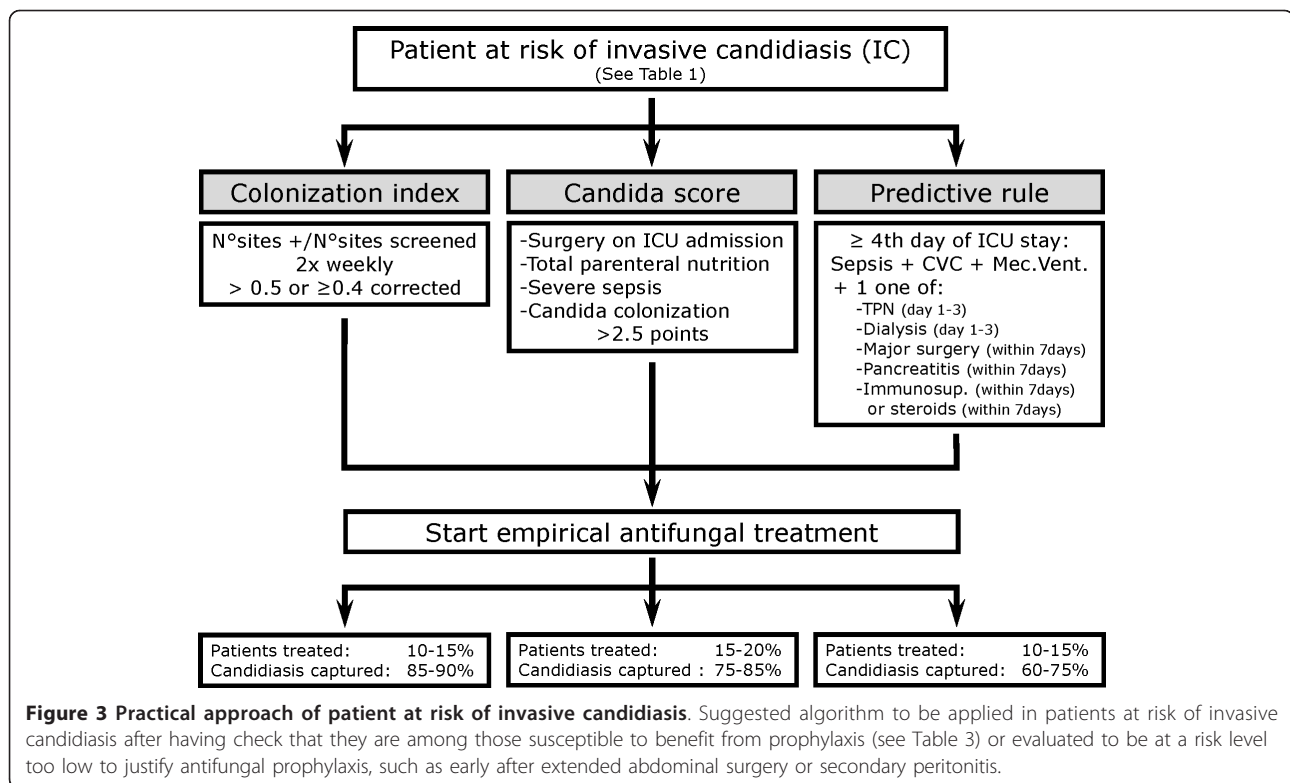 Patient at risk of invasive candidiasis (IC)
(See Table 1)
Colonization index
N°sites +/N°sites screened
2x weekly
> 0.5 or ≥0.4 corrected
Candida score
-Surgery on ICU admission
-Total parenteral nutrition
-Severe sepsis
-Candida colonization
>2.5 points
Predictive rule
≥ 4th day of ICU stay:
Sepsis + CVC + Mec.Vent.
+ 1 one of:
-TPN (day 1-3)
-Dialysis (day 1-3)
-Major surgery (within 7days)
-Pancreatitis (within 7days)
-Immunosup. (within 7days)
or steroids (within 7days)
Start empirical antifungal treatment
Patients treated: 10-15%
Candidiasis captured: 85-90%
Patients treated: 15-20%
Candidiasis captured : 75-85%
Patients treated: 10-15%
Candidiasis captured: 60-75%
Figure 3 Practical approach of patient at risk of invasive candidiasis. Suggested algorithm to be applied in patients at risk of invasive
candidiasis after having check that they are among those susceptible to benefit from prophylaxis (see Table 3) or evaluated to be at a risk level
too low to justify antifungal prophylaxis, such as early after extended abdominal surgery or secondary peritonitis.